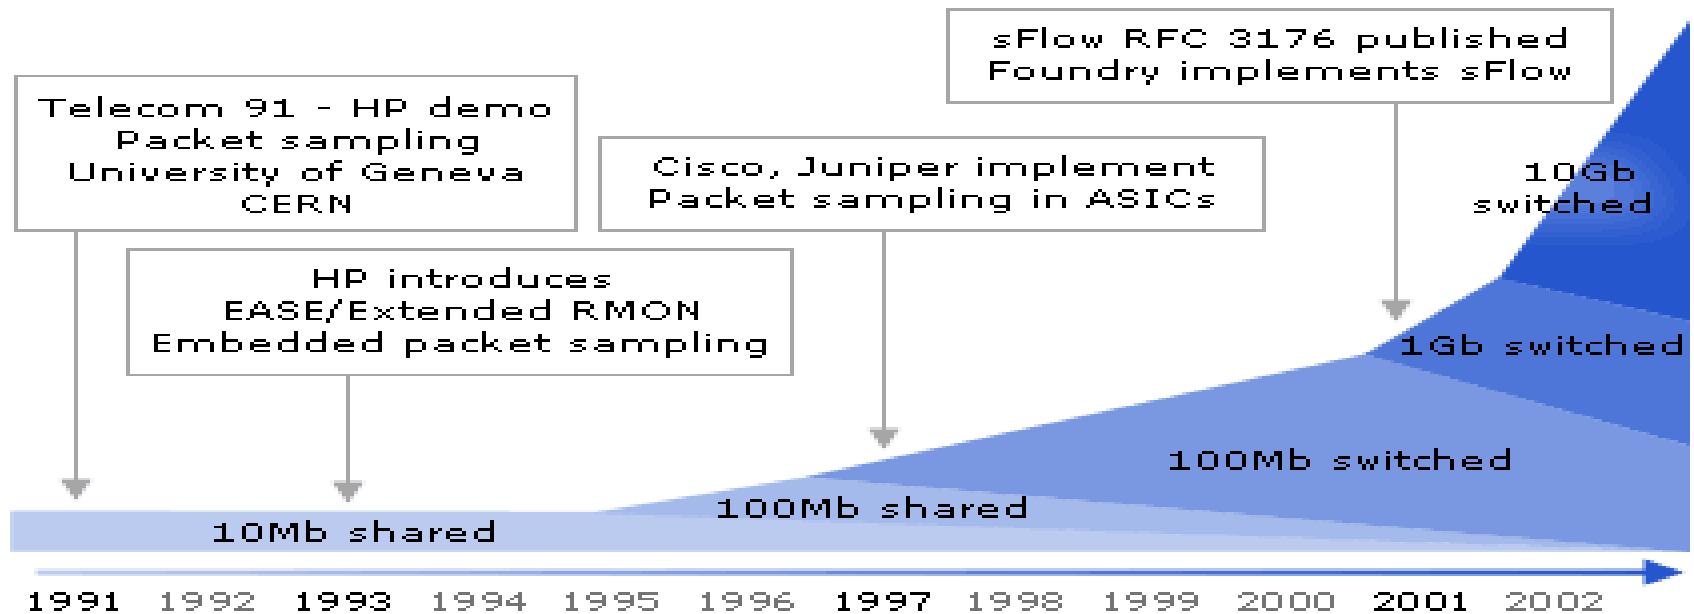 sFlow RFC 3176 published
Foundry implements sFlow
Telecom 91 - HP demo
Packet sampling
University of Geneva
CERN
Cisco, Juniper implement
Packet sampling in ASICs
HP introduces
EASE/Extended RMON
Embedded packet sampling
10Gb
switched
1Gb switched
100Mb switched
100Mb shared
10Mb shared
1991 1992 1993 1994 1995 1996 1997 1998 1999 2000 2001 2002